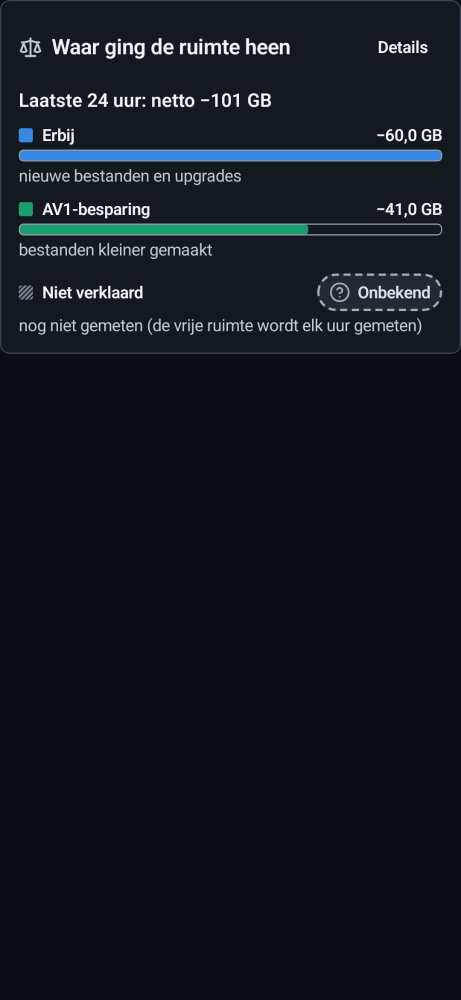 Waar ging de ruimte heen
Details
Laatste 24 uur: netto −101 GB
Erbij −60,0 GB
nieuwe bestanden en upgrades
AV1-besparing −41,0 GB
bestanden kleiner gemaakt
Niet verklaard Onbekend
nog niet gemeten (de vrije ruimte wordt elk uur gemeten)